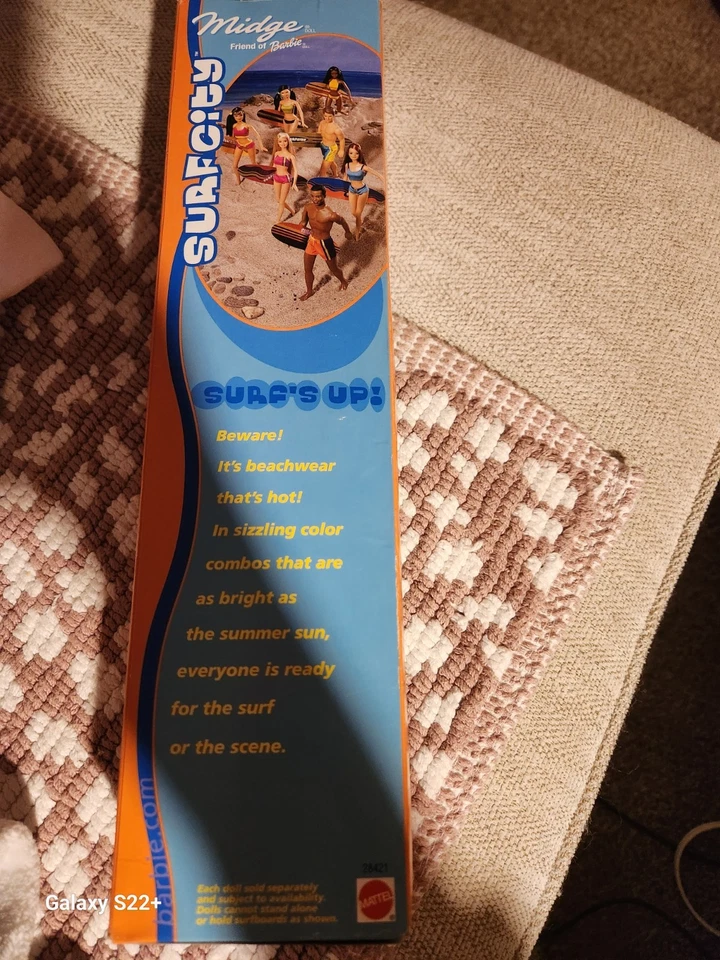 Midge
Friend of Barbie
SURF CITY
SURF'S UP!
Beware!
It's beachwear
that's hot!
In sizzling color
combos that are
as bright as
the summer sun,
everyone is ready
for the surf
or the scene.
barbie.com
28421
Each doll sold separately
and subject to availability.
Dolls cannot stand alone
or hold surfboards as shown.
MATTEL
Galaxy S22+